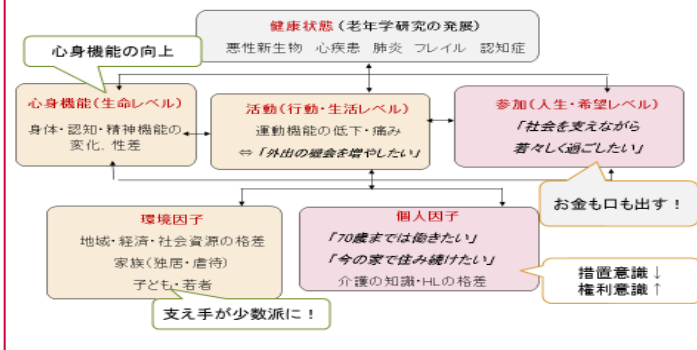 健康状態(老年学研究の発展)
悪性新生物 心疾患 肺炎 フレイル 認知症
心身機能の向上
心身機能(生命レベル)
身体・認知・精神機能の
変化、性差
活動(行動・生活レベル)
運動機能の低下・痛み
⇔「外出の機会を増やしたい」
参加(人生・希望レベル)
「社会を支えながら
若々しく過ごしたい」
お金も口も出す！
環境因子
地域・経済・社会資源の格差
家族(独居・虐待)
子ども・若者
支え手が少数派に！
個人因子
「70歳までは働きたい」
「今の家で住み続けたい」
介護の知識・HLの格差
措置意識↓
権利意識↑